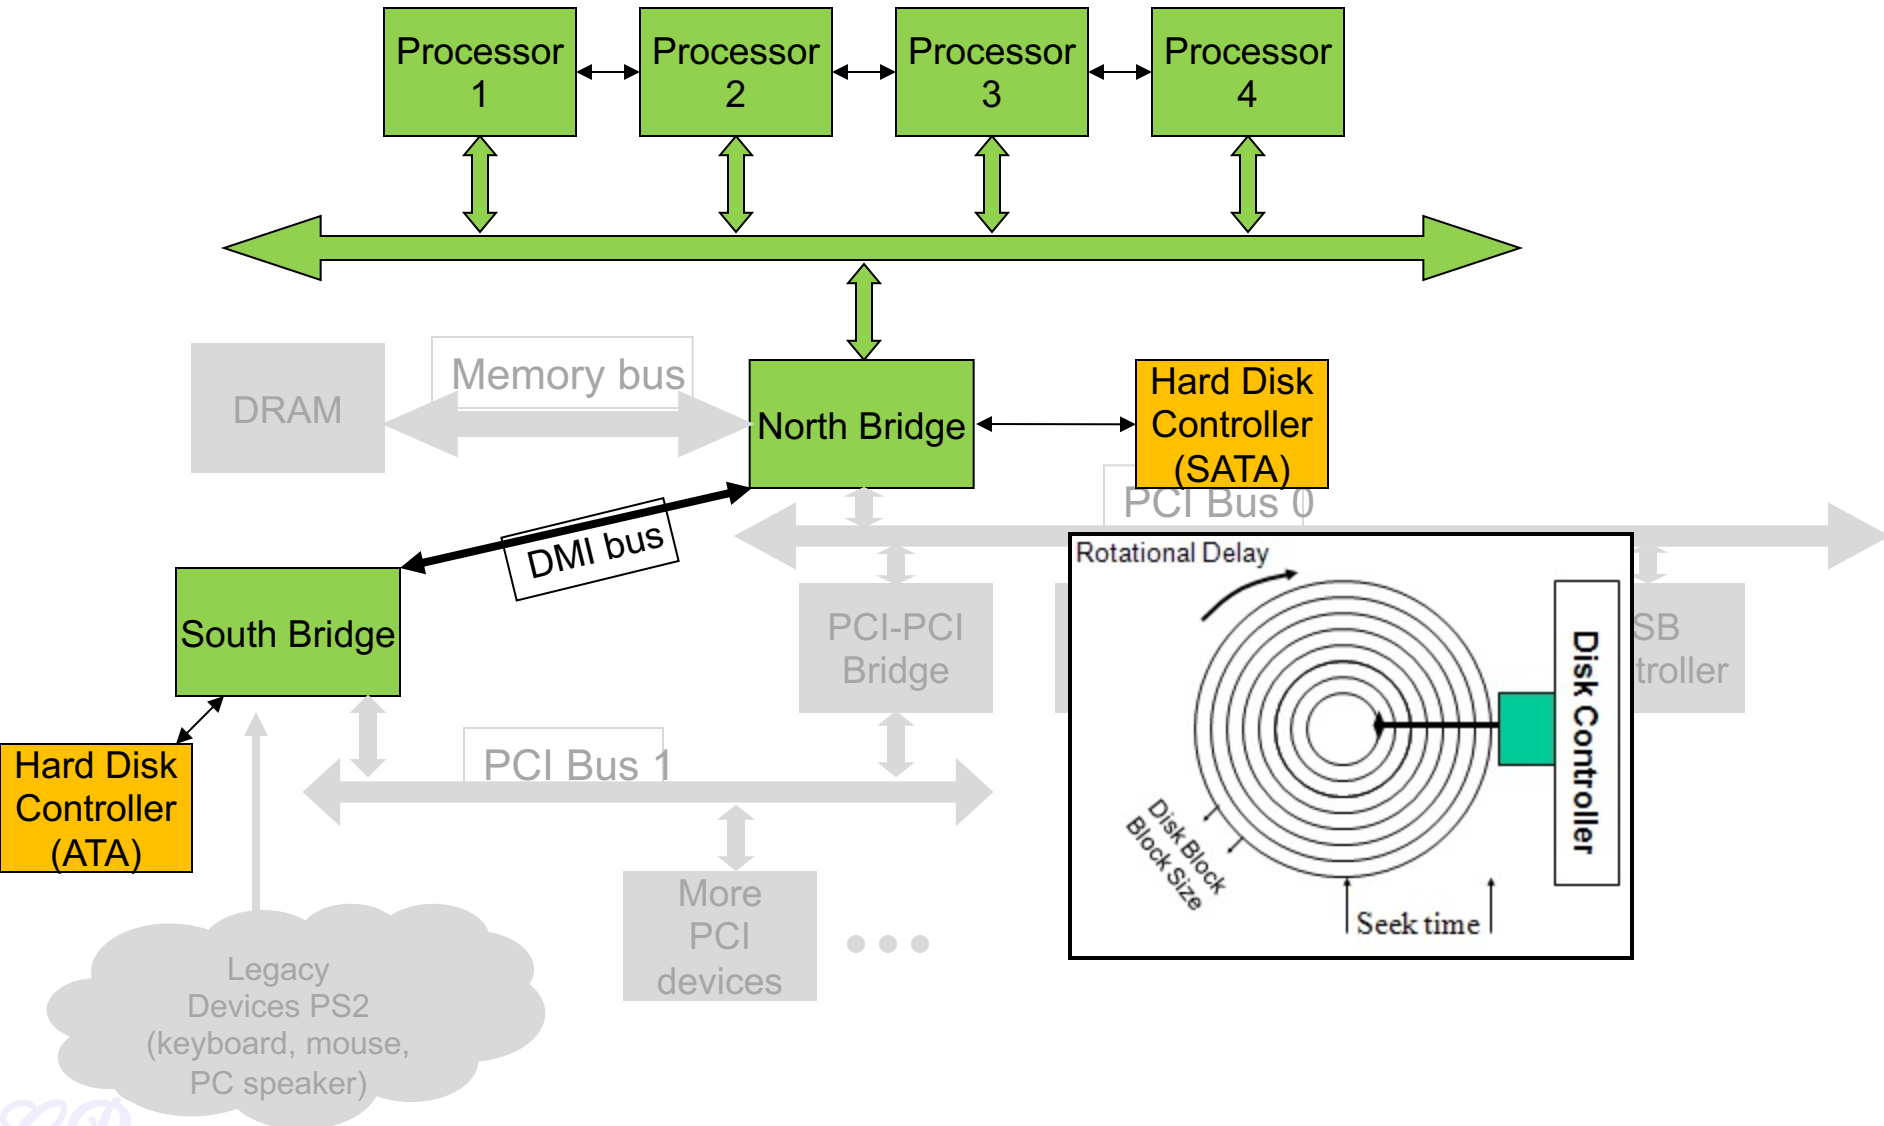 Processor
1
Processor
2
Processor
3
Processor
4
DRAM
Memory bus
North Bridge
Hard Disk
Controller
(SATA)
PCI Bus 0
DMI bus
South Bridge
PCI-PCI
Bridge
SB
troller
Rotational Delay
Disk Controller
Disk Block
Block Size
Seek time
Hard Disk
Controller
(ATA)
PCI Bus 1
More
PCI
devices
Legacy
Devices PS2
(keyboard, mouse,
PC speaker)